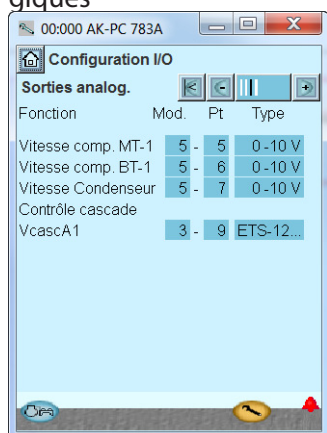 giques
00:000 AK-PC 783A
Configuration I/O
Sorties analog.
Fonction Mod. Pt Type
Vitesse comp. MT-1 5 - 5 0 -10 V
Vitesse comp. BT-1 5 - 6 0 -10 V
Vitesse Condenseur 5 - 7 0 -10 V
Contrôle cascade
VcascA1 3 - 9 ETS-12...